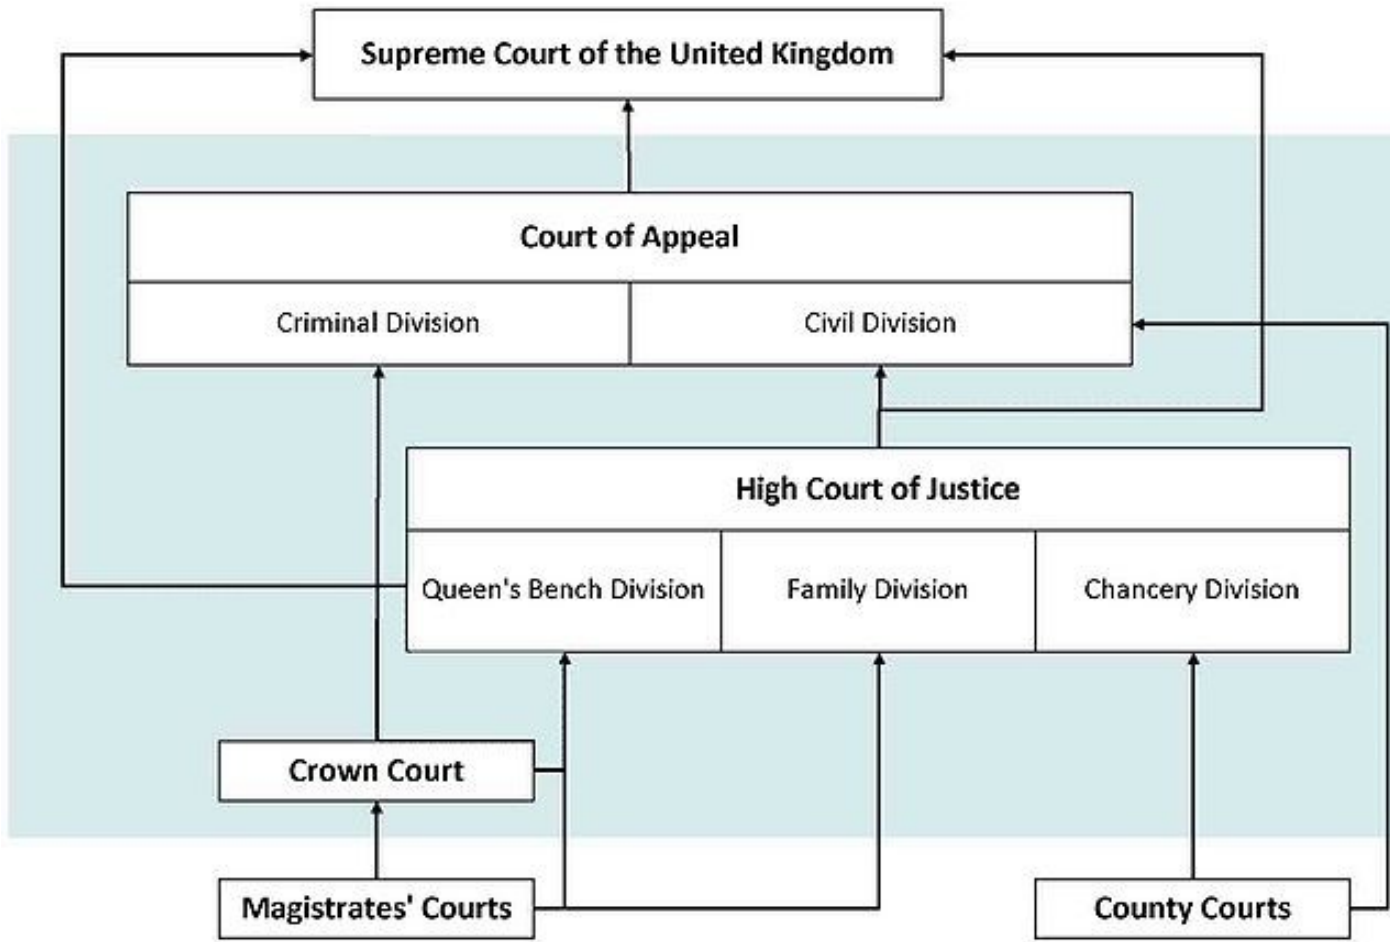 Supreme Court of the United Kingdom
Court of Appeal
Criminal Division
Civil Division
High Court of Justice
Queen's Bench Division
Family Division
Chancery Division
Crown Court
Magistrates' Courts
County Courts